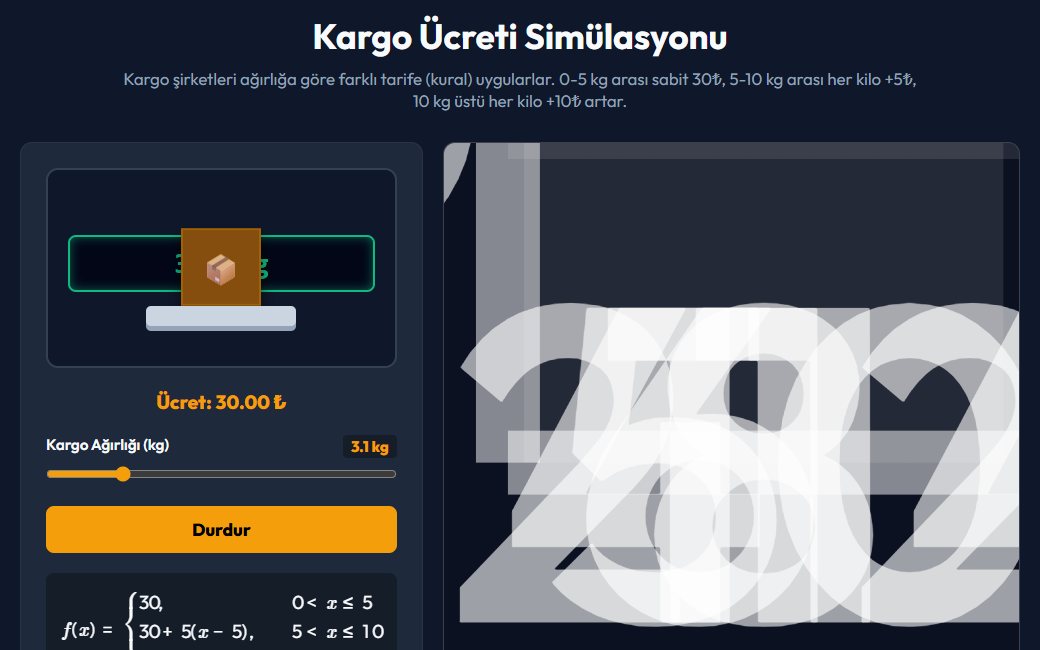 Kargo Ücreti Simülasyonu
Kargo şirketleri ağırlığa göre farklı tarife (kural) uygularlar. 0-5 kg arası sabit 30₺, 5-10 kg arası her kilo +5₺,
10 kg üstü her kilo +10₺ artar.
Ücret: 30.00 ₺
Kargo Ağırlığı (kg)
3.1 kg
Durdur
30, 0 < x ≤ 5
f(x) = { 30 + 5(x − 5), 5 < x ≤ 10